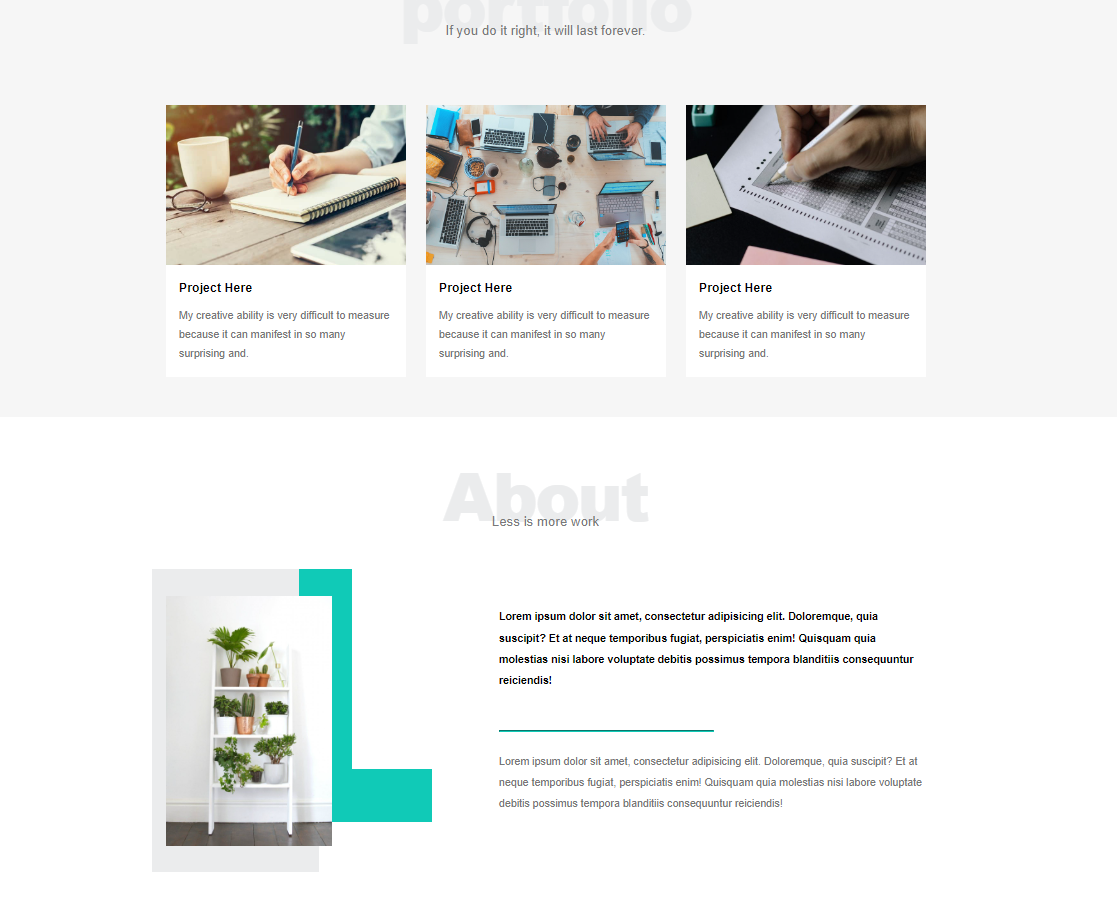 portfolio
If you do it right, it will last forever.
Project Here
My creative ability is very difficult to measure
because it can manifest in so many
surprising and.
Project Here
My creative ability is very difficult to measure
because it can manifest in so many
surprising and.
Project Here
My creative ability is very difficult to measure
because it can manifest in so many
surprising and.
About
Less is more work
Lorem ipsum dolor sit amet, consectetur adipisicing elit. Doloremque, quia
suscipit? Et at neque temporibus fugiat, perspiciatis enim! Quisquam quia
molestias nisi labore voluptate debitis possimus tempora blanditiis consequuntur
reiciendis!
Lorem ipsum dolor sit amet, consectetur adipisicing elit. Doloremque, quia suscipit? Et at
neque temporibus fugiat, perspiciatis enim! Quisquam quia molestias nisi labore voluptate
debitis possimus tempora blanditiis consequuntur reiciendis!